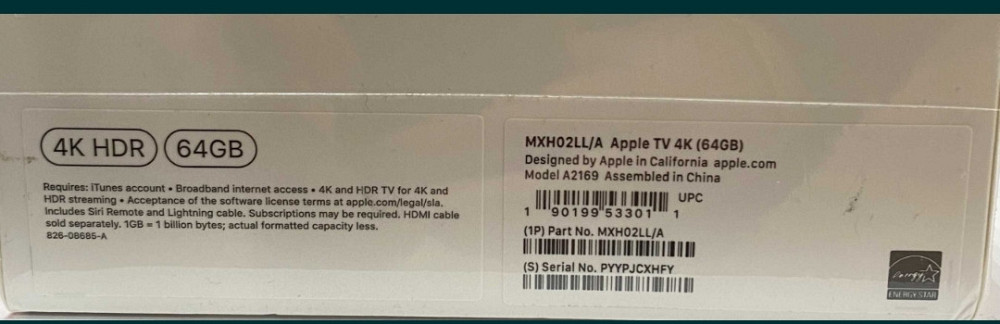 4K HDR 64GB
Requires: iTunes account • Broadband internet access • 4K and HDR TV for 4K and
HDR streaming • Acceptance of the software license terms at apple.com/legal/sla.
Includes Siri Remote and Lightning cable. Subscriptions may be required. HDMI cable
sold separately. 1GB = 1 billion bytes; actual formatted capacity less.
826-08685-A
MXH02LL/A Apple TV 4K (64GB)
Designed by Apple in California apple.com
Model A2169 Assembled in China
UPC
1 90199 53301 1
(1P) Part No. MXH02LL/A
(S) Serial No. PYYPJCXHFY
energy
ENERGY STAR